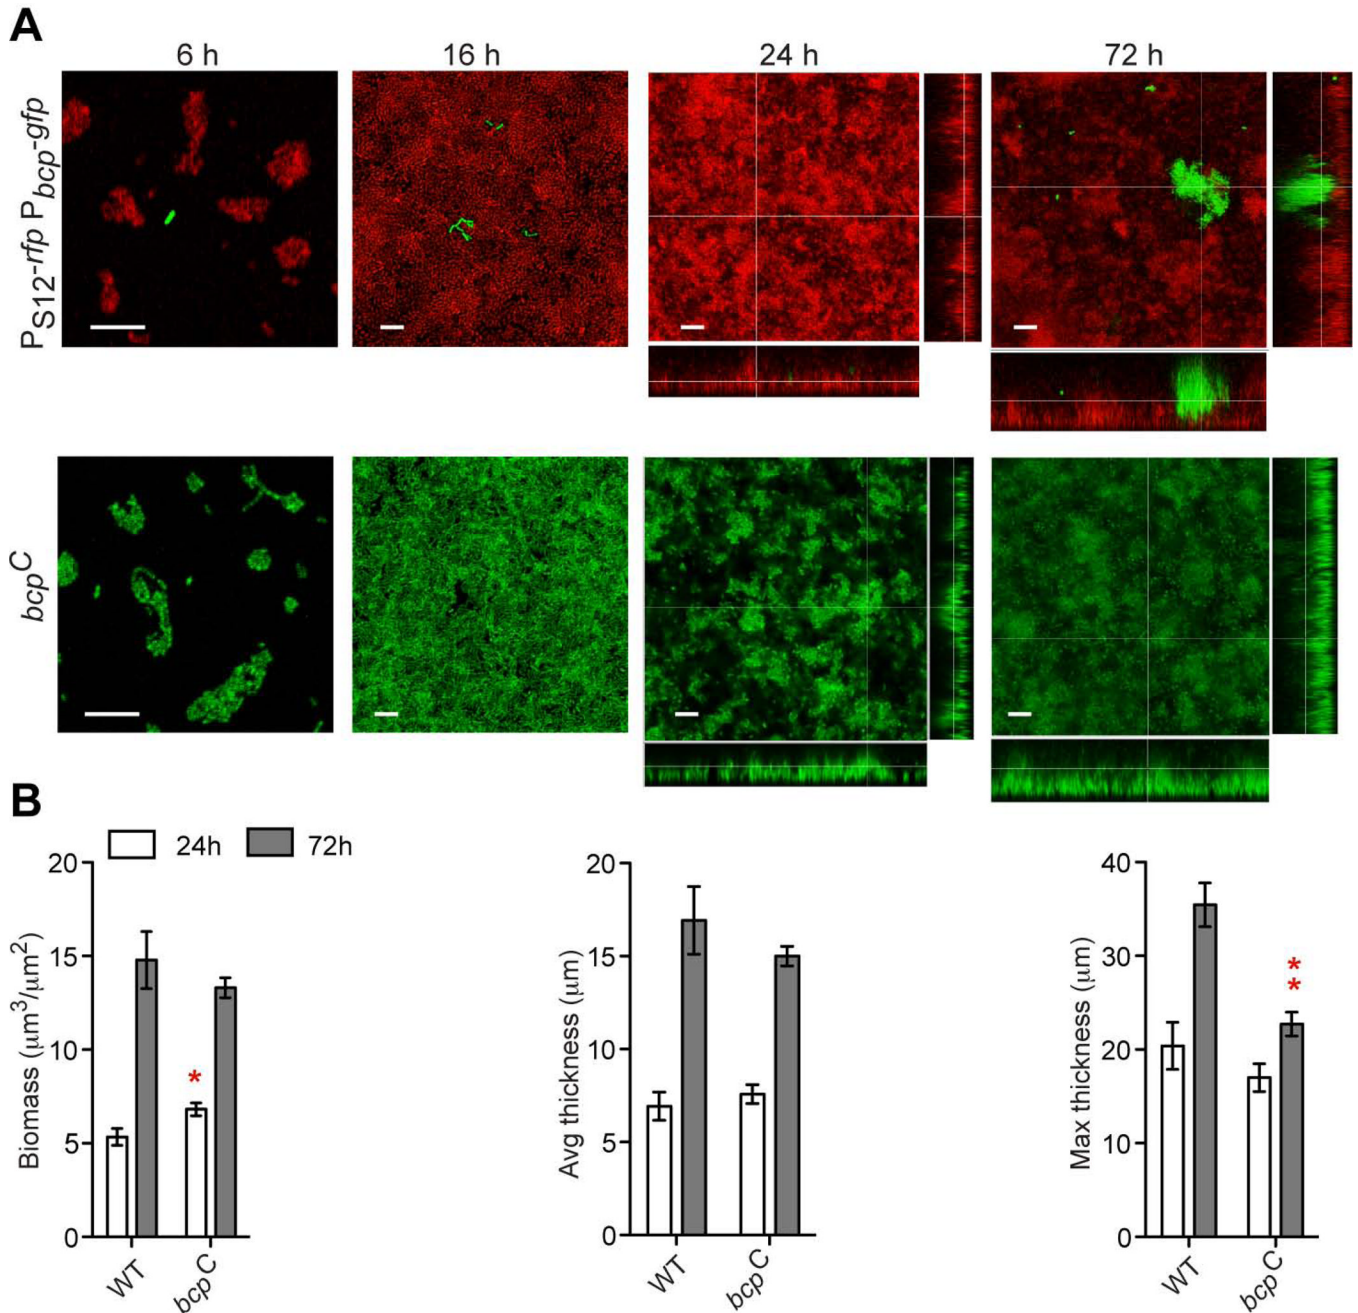 A
6 h 16 h 24 h 72 h
P_S12-rfp P_bcp-gfp
bcpC
B
24h 72h
Biomass (μm³/μm²)
20
15
10
5
0
WT
bcpC
*
Avg thickness (μm)
20
15
10
5
0
WT
bcpC
Max thickness (μm)
40
30
20
10
0
WT
bcpC
*
*